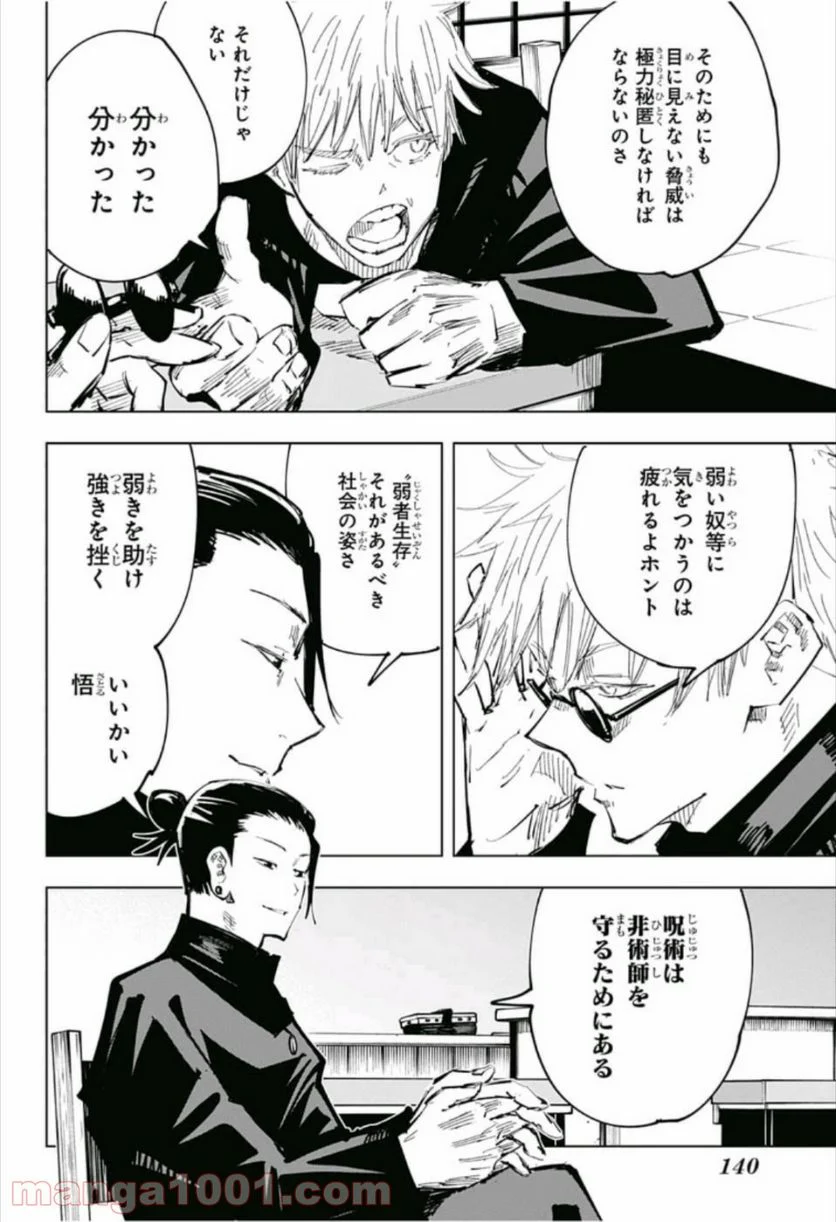 そのためにも
目に見えない脅威は
極力秘匿しなければ
ならないのさ
それだけじゃ
ない
分かった
分かった
弱い奴等に
気をつかうのは
疲れるよホント
"弱者生存"
それがあるべき
社会の姿さ
弱きを助け
強きを挫く
いいかい
悟
呪術は
非術師を
守るためにある
140
manga1001.com